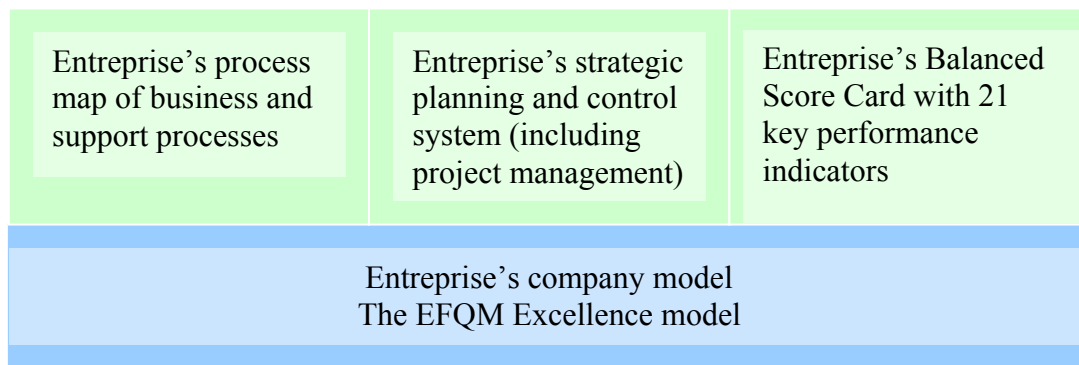 Entreprise’s process
map of business and
support processes
Entreprise’s strategic
planning and control
system (including
project management)
Entreprise’s Balanced
Score Card with 21
key performance
indicators
Entreprise’s company model
The EFQM Excellence model